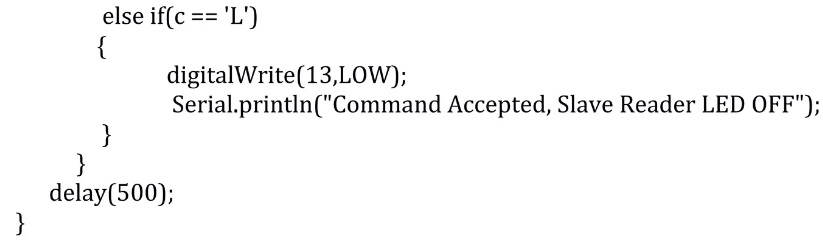 else if(c == 'L')
{
digitalWrite(13,LOW);
Serial.println("Command Accepted, Slave Reader LED OFF");
}
}
delay(500);
}